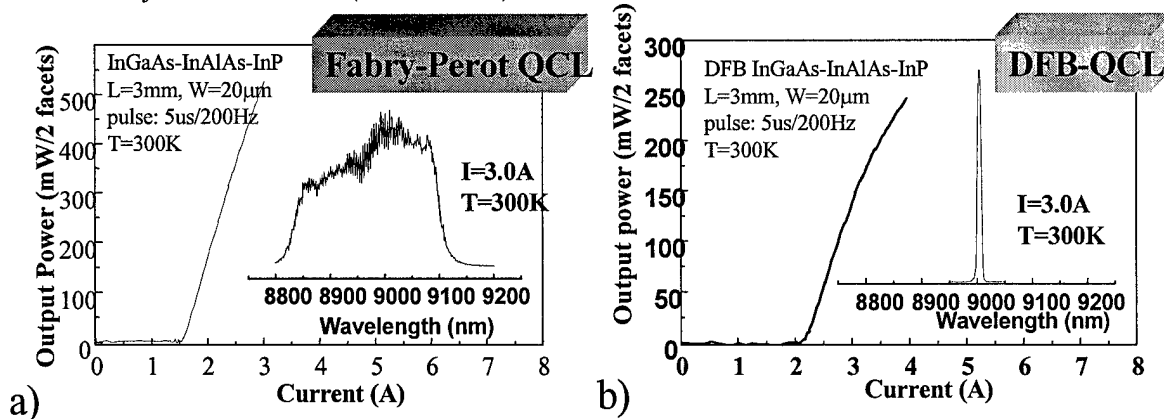 a)
Fabry-Perot QCL
InGaAs-InAlAs-InP
L=3mm, W=20µm
pulse: 5us/200Hz
T=300K
I=3.0A
T=300K
8800 8900 9000 9100 9200
Wavelength (nm)
Output Power (mW/2 facets)
600
500
400
300
200
100
0
0 1 2 3 4 5 6 7 8
Current (A)
b)
DFB-QCL
DFB InGaAs-InAlAs-InP
L=3mm, W=20µm
pulse: 5us/200Hz
T=300K
I=3.0A
T=300K
8800 8900 9000 9100 9200
Wavelength (nm)
Output power (mW/2 facets)
300
250
200
150
100
50
0
0 1 2 3 4 5 6 7 8
Current (A)